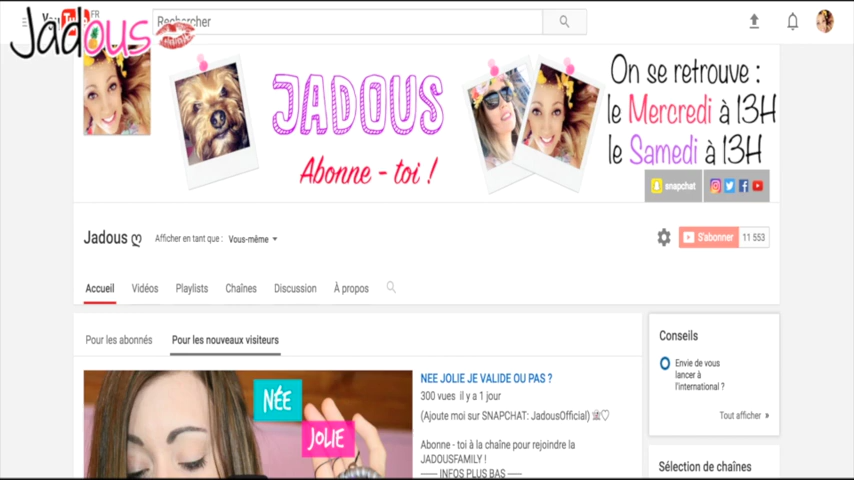 Jadous
FR
Rechercher
JADOUS
Abonne - toi !
On se retrouve :
le Mercredi à 13H
le Samedi à 13H
snapchat
Jadous ღ
Afficher en tant que : Vous-même
S'abonner 11 553
Accueil Vidéos Playlists Chaînes Discussion À propos
Pour les abonnés Pour les nouveaux visiteurs
NÉE
JOLIE
NEE JOLIE JE VALIDE OU PAS ?
300 vues il y a 1 jour
(Ajoute moi sur SNAPCHAT: JadousOfficial) ♡
Abonne - toi à la chaîne pour rejoindre la
JADOUSFAMILY !
------- INFOS PLUS BAS -------
Conseils
Envie de vous
lancer à
l'international ?
Tout afficher »
Sélection de chaînes